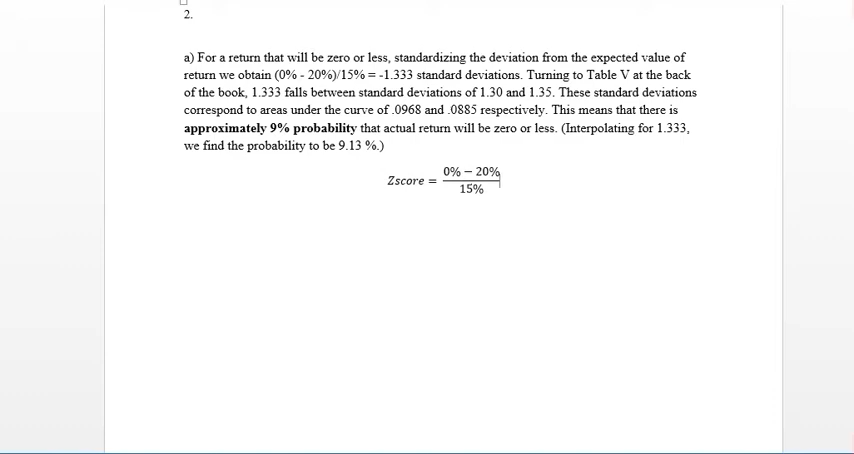 2.
a) For a return that will be zero or less, standardizing the deviation from the expected value of
return we obtain (0% - 20%)/15% = -1.333 standard deviations. Turning to Table V at the back
of the book, 1.333 falls between standard deviations of 1.30 and 1.35. These standard deviations
correspond to areas under the curve of .0968 and .0885 respectively. This means that there is
approximately 9% probability that actual return will be zero or less. (Interpolating for 1.333,
we find the probability to be 9.13 %.)
Zscore = 0% − 20%
15%